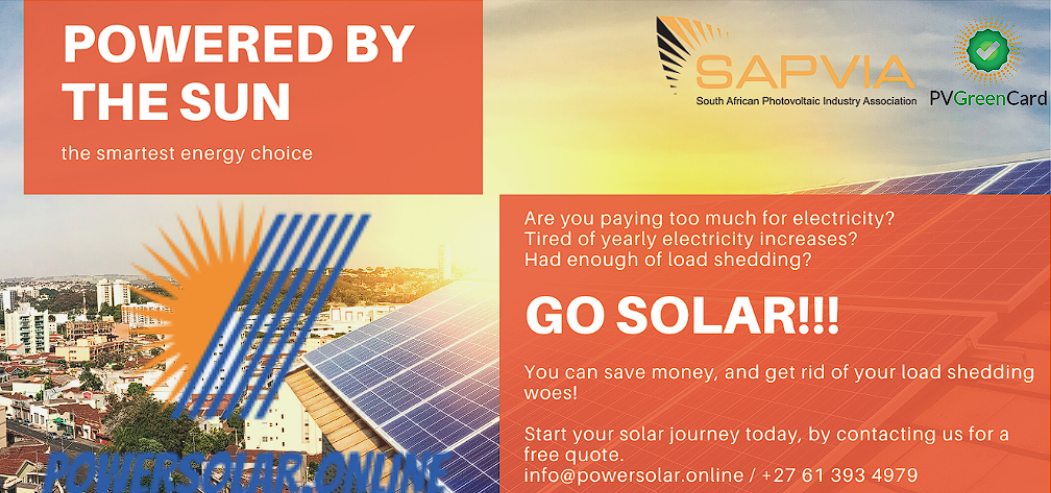 POWERED BY
THE SUN
the smartest energy choice
SAPVIA
South African Photovoltaic Industry Association
PVGreenCard
Are you paying too much for electricity?
Tired of yearly electricity increases?
Had enough of load shedding?
GO SOLAR!!!
You can save money, and get rid of your load shedding
woes!
Start your solar journey today, by contacting us for a
free quote.
info@powersolar.online / +27 61 393 4979
POWERSOLAR.ONLINE